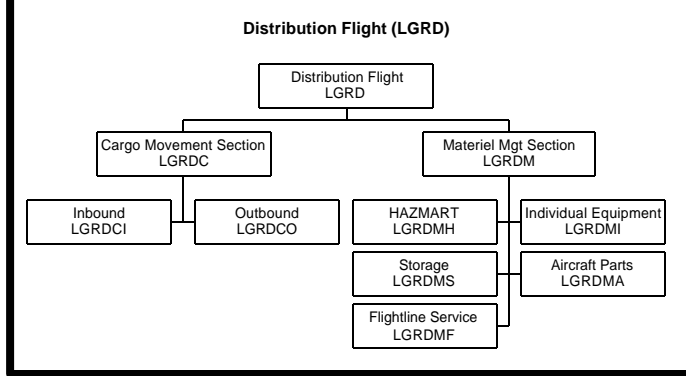 Distribution Flight (LGRD)
Distribution Flight
LGRD
Cargo Movement Section
LGRDC
Materiel Mgt Section
LGRDM
Inbound
LGRDCI
Outbound
LGRDCO
HAZMART
LGRDMH
Individual Equipment
LGRDMI
Storage
LGRDMS
Aircraft Parts
LGRDMA
Flightline Service
LGRDMF